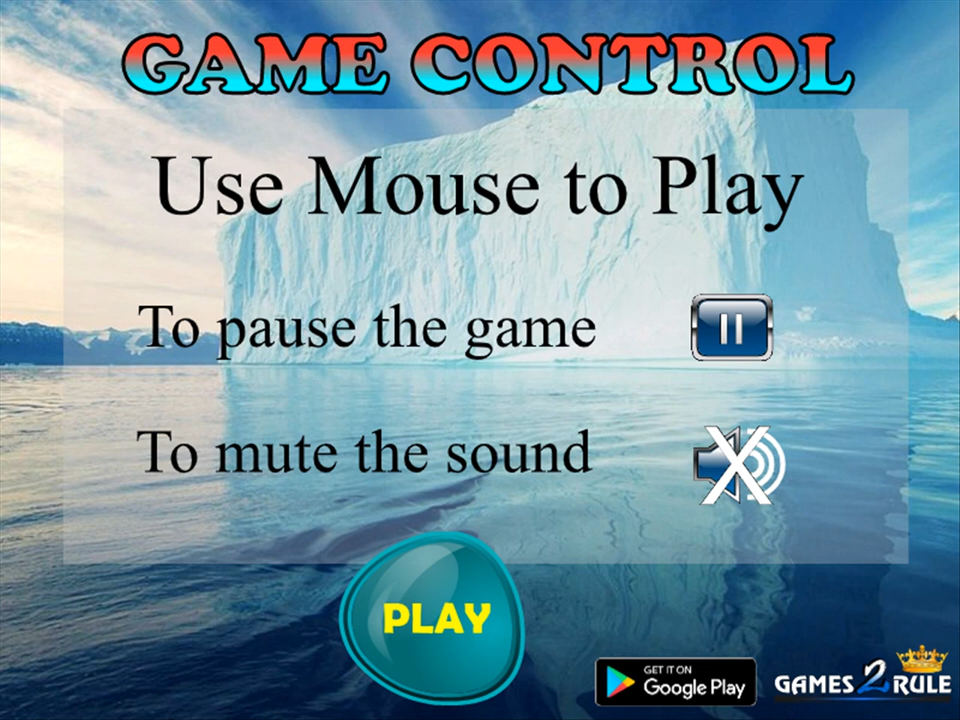 GAME CONTROL
Use Mouse to Play
To pause the game
To mute the sound
PLAY
GET IT ON
Google Play
GAMES 2 RULE